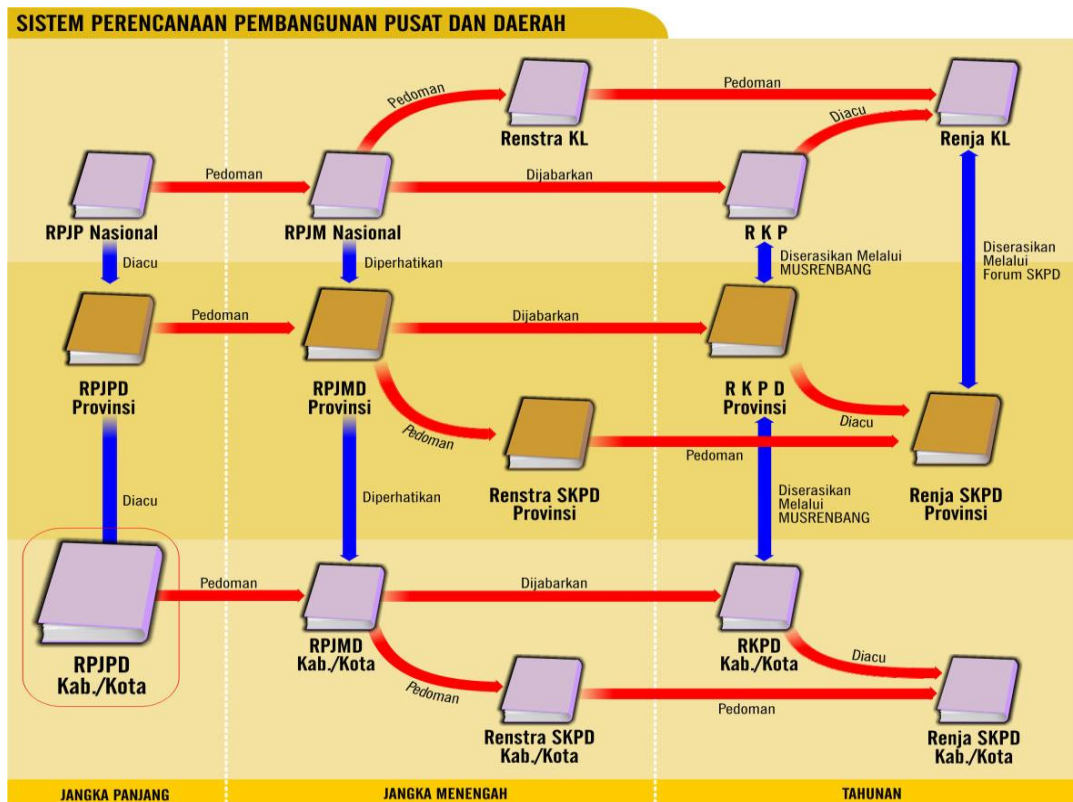 SISTEM PERENCANAAN PEMBANGUNAN PUSAT DAN DAERAH
Pedoman
Pedoman
Renstra KL
Diacu
Renja KL
Pedoman
Dijabarkan
RPJP Nasional
RPJM Nasional
R K P
Diacu
Diperhatikan
Diserasikan Melalui
MUSRENBANG
Diserasikan
Melalui
Forum SKPD
Pedoman
Dijabarkan
RPJPD
Provinsi
RPJMD
Provinsi
R K P D
Provinsi
Pedoman
Diacu
Pedoman
Diacu
Diperhatikan
Renstra SKPD
Provinsi
Diserasikan
Melalui
MUSRENBANG
Renja SKPD
Provinsi
Pedoman
Dijabarkan
RPJPD
Kab./Kota
RPJMD
Kab./Kota
RKPD
Kab./Kota
Pedoman
Diacu
Pedoman
Renstra SKPD
Kab./Kota
Renja SKPD
Kab./Kota
JANGKA PANJANG
JANGKA MENENGAH
TAHUNAN